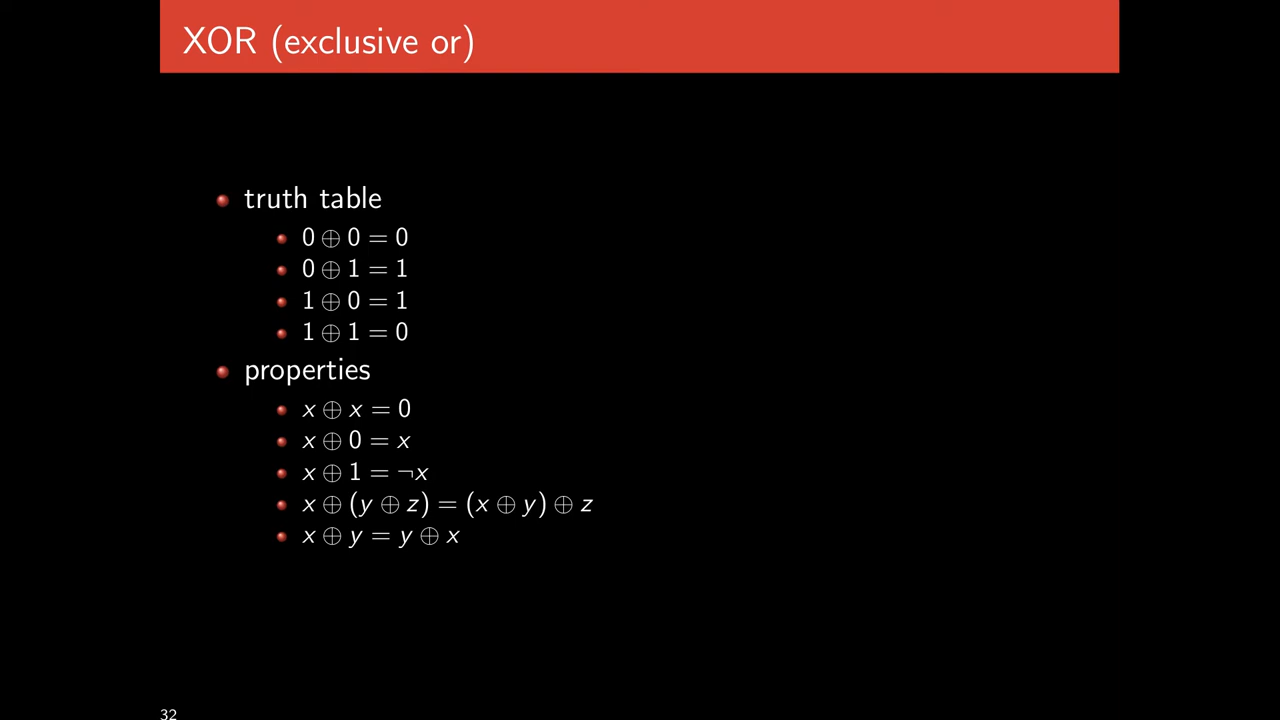 XOR (exclusive or)
truth table
0 ⊕ 0 = 0
0 ⊕ 1 = 1
1 ⊕ 0 = 1
1 ⊕ 1 = 0
properties
x ⊕ x = 0
x ⊕ 0 = x
x ⊕ 1 = ¬x
x ⊕ (y ⊕ z) = (x ⊕ y) ⊕ z
x ⊕ y = y ⊕ x
32